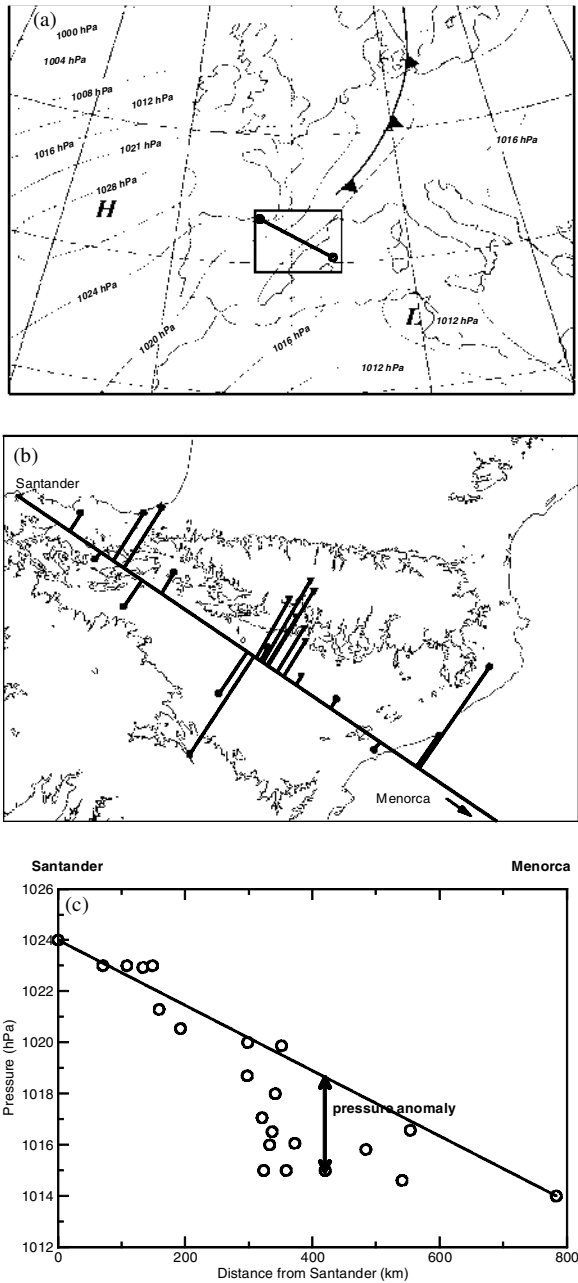 (a)
1000 hPa
1004 hPa
1008 hPa
1012 hPa
1016 hPa
1021 hPa
1028 hPa
H
1016 hPa
1024 hPa
1020 hPa
1016 hPa
L
1012 hPa
1012 hPa
(b)
Santander
Menorca
Santander
Menorca
(c)
1026
1024
1022
1020
1018
1016
1014
1012
Pressure (hPa)
pressure anomaly
0
200
400
600
800
Distance from Santander (km)